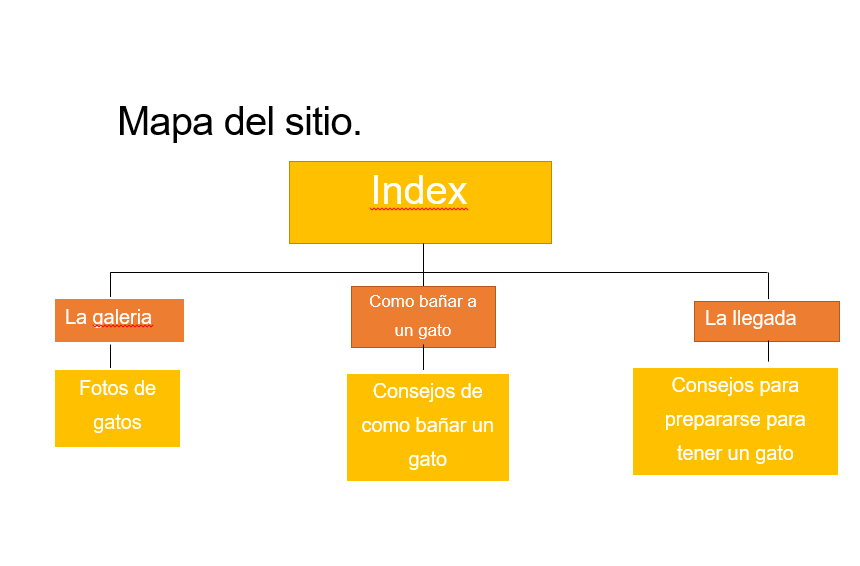 Mapa del sitio.
Index
La galeria
Como bañar a
un gato
La llegada
Fotos de
gatos
Consejos de
como bañar un
gato
Consejos para
prepararse para
tener un gato